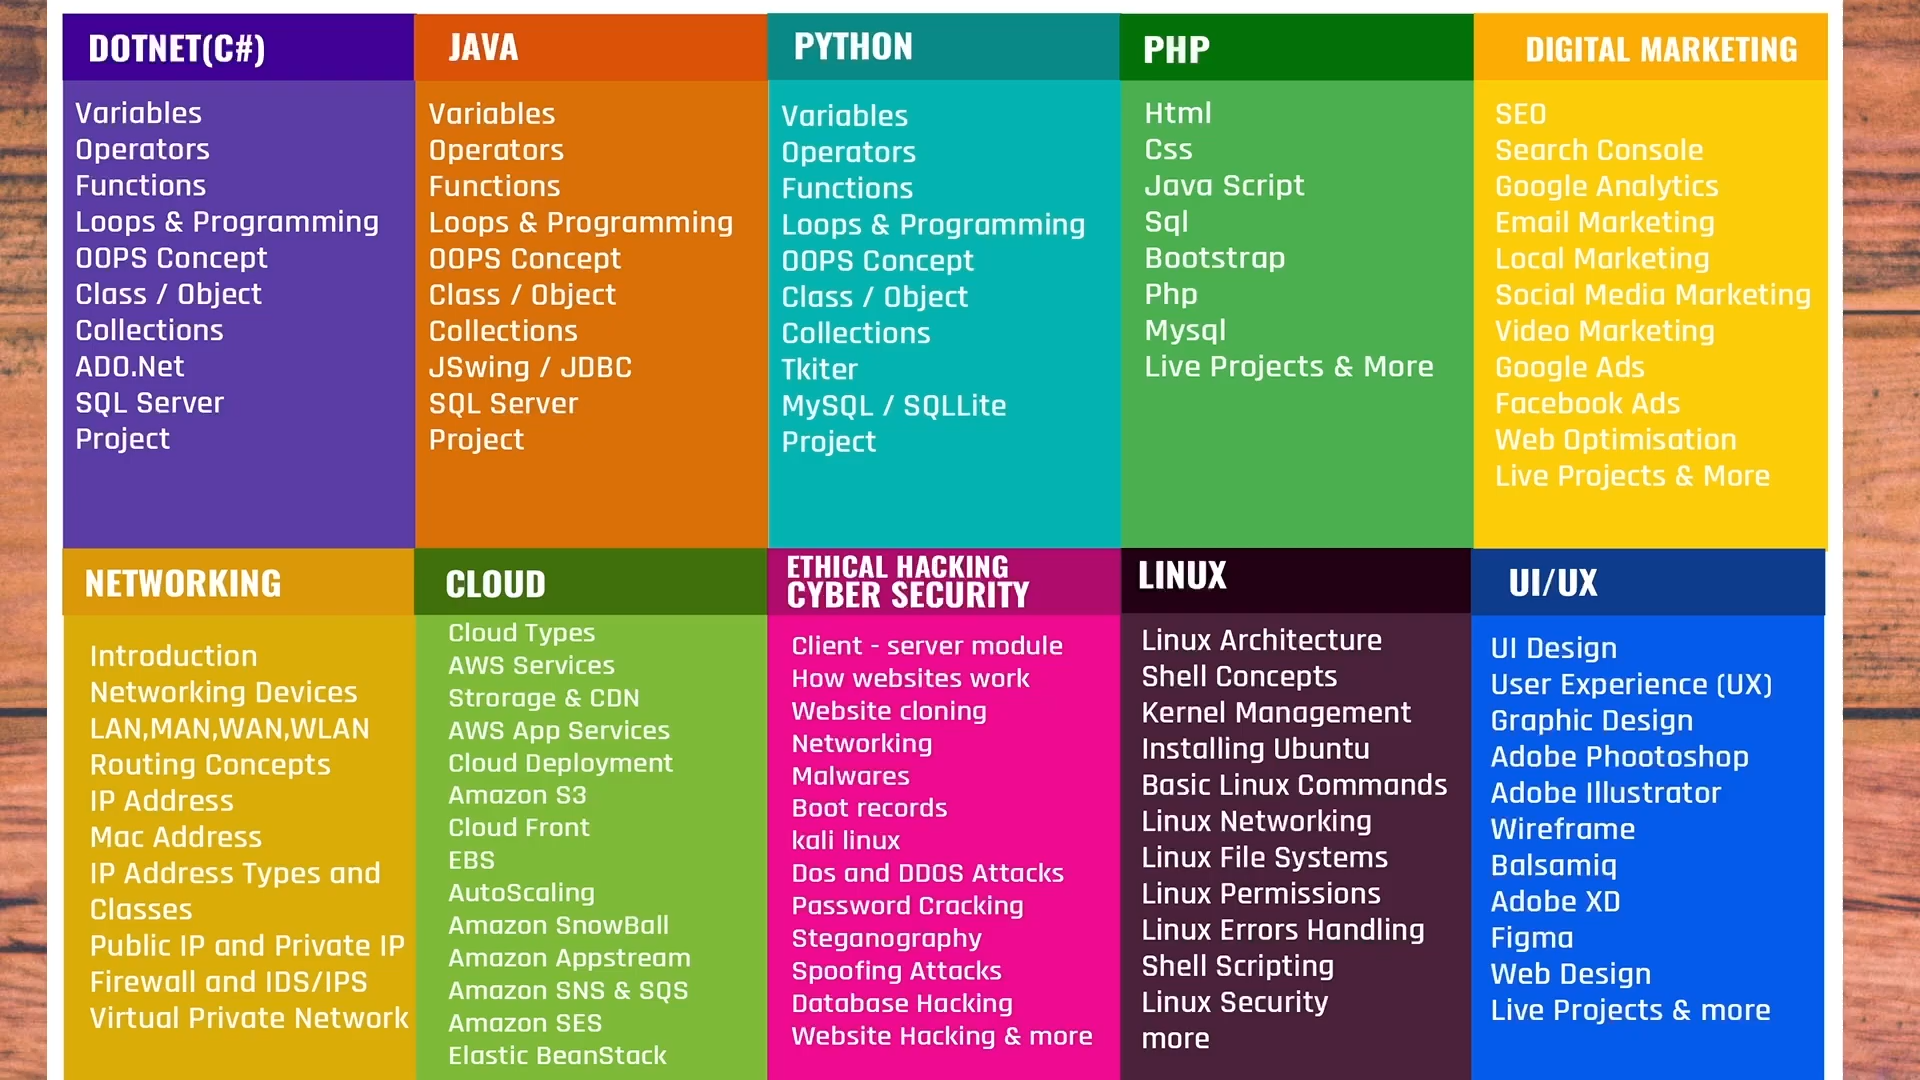 DOTNET(C#)
Variables
Operators
Functions
Loops & Programming
OOPS Concept
Class / Object
Collections
ADO.Net
SQL Server
Project
JAVA
Variables
Operators
Functions
Loops & Programming
OOPS Concept
Class / Object
Collections
JSwing / JDBC
SQL Server
Project
PYTHON
Variables
Operators
Functions
Loops & Programming
OOPS Concept
Class / Object
Collections
Tkiter
MySQL / SQLLite
Project
PHP
Html
Css
Java Script
Sql
Bootstrap
Php
Mysql
Live Projects & More
DIGITAL MARKETING
SEO
Search Console
Google Analytics
Email Marketing
Local Marketing
Social Media Marketing
Video Marketing
Google Ads
Facebook Ads
Web Optimisation
Live Projects & More
NETWORKING
Introduction
Networking Devices
LAN,MAN,WAN,WLAN
Routing Concepts
IP Address
Mac Address
IP Address Types and
Classes
Public IP and Private IP
Firewall and IDS/IPS
Virtual Private Network
CLOUD
Cloud Types
AWS Services
Strorage & CDN
AWS App Services
Cloud Deployment
Amazon S3
Cloud Front
EBS
AutoScaling
Amazon SnowBall
Amazon Appstream
Amazon SNS & SQS
Amazon SES
Elastic BeanStack
ETHICAL HACKING
CYBER SECURITY
Client - server module
How websites work
Website cloning
Networking
Malwares
Boot records
kali linux
Dos and DDOS Attacks
Password Cracking
Steganography
Spoofing Attacks
Database Hacking
Website Hacking & more
LINUX
Linux Architecture
Shell Concepts
Kernel Management
Installing Ubuntu
Basic Linux Commands
Linux Networking
Linux File Systems
Linux Permissions
Linux Errors Handling
Shell Scripting
Linux Security
more
UI/UX
UI Design
User Experience (UX)
Graphic Design
Adobe Phootoshop
Adobe Illustrator
Wireframe
Balsamiq
Adobe XD
Figma
Web Design
Live Projects & more